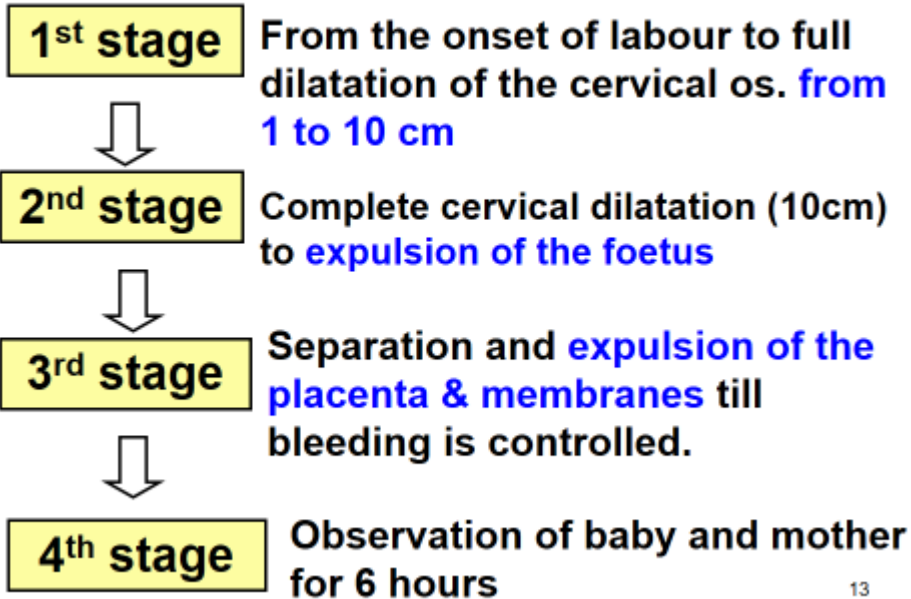 1st stage
From the onset of labour to full
dilatation of the cervical os. from
1 to 10 cm
2nd stage
Complete cervical dilatation (10cm)
to expulsion of the foetus
3rd stage
Separation and expulsion of the
placenta & membranes till
bleeding is controlled.
4th stage
Observation of baby and mother
for 6 hours
13